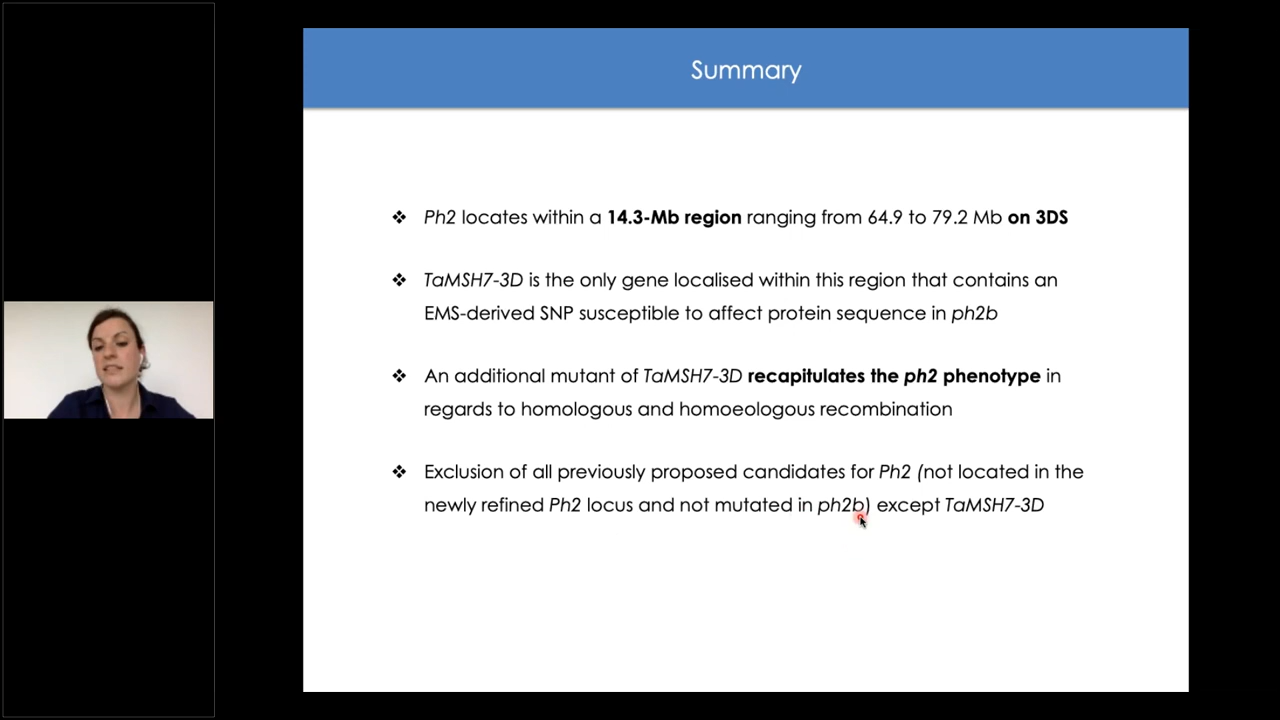 Summary
❖ Ph2 locates within a 14.3-Mb region ranging from 64.9 to 79.2 Mb on 3DS
❖ TaMSH7-3D is the only gene localised within this region that contains an
EMS-derived SNP susceptible to affect protein sequence in ph2b
❖ An additional mutant of TaMSH7-3D recapitulates the ph2 phenotype in
regards to homologous and homoeologous recombination
❖ Exclusion of all previously proposed candidates for Ph2 (not located in the
newly refined Ph2 locus and not mutated in ph2b) except TaMSH7-3D